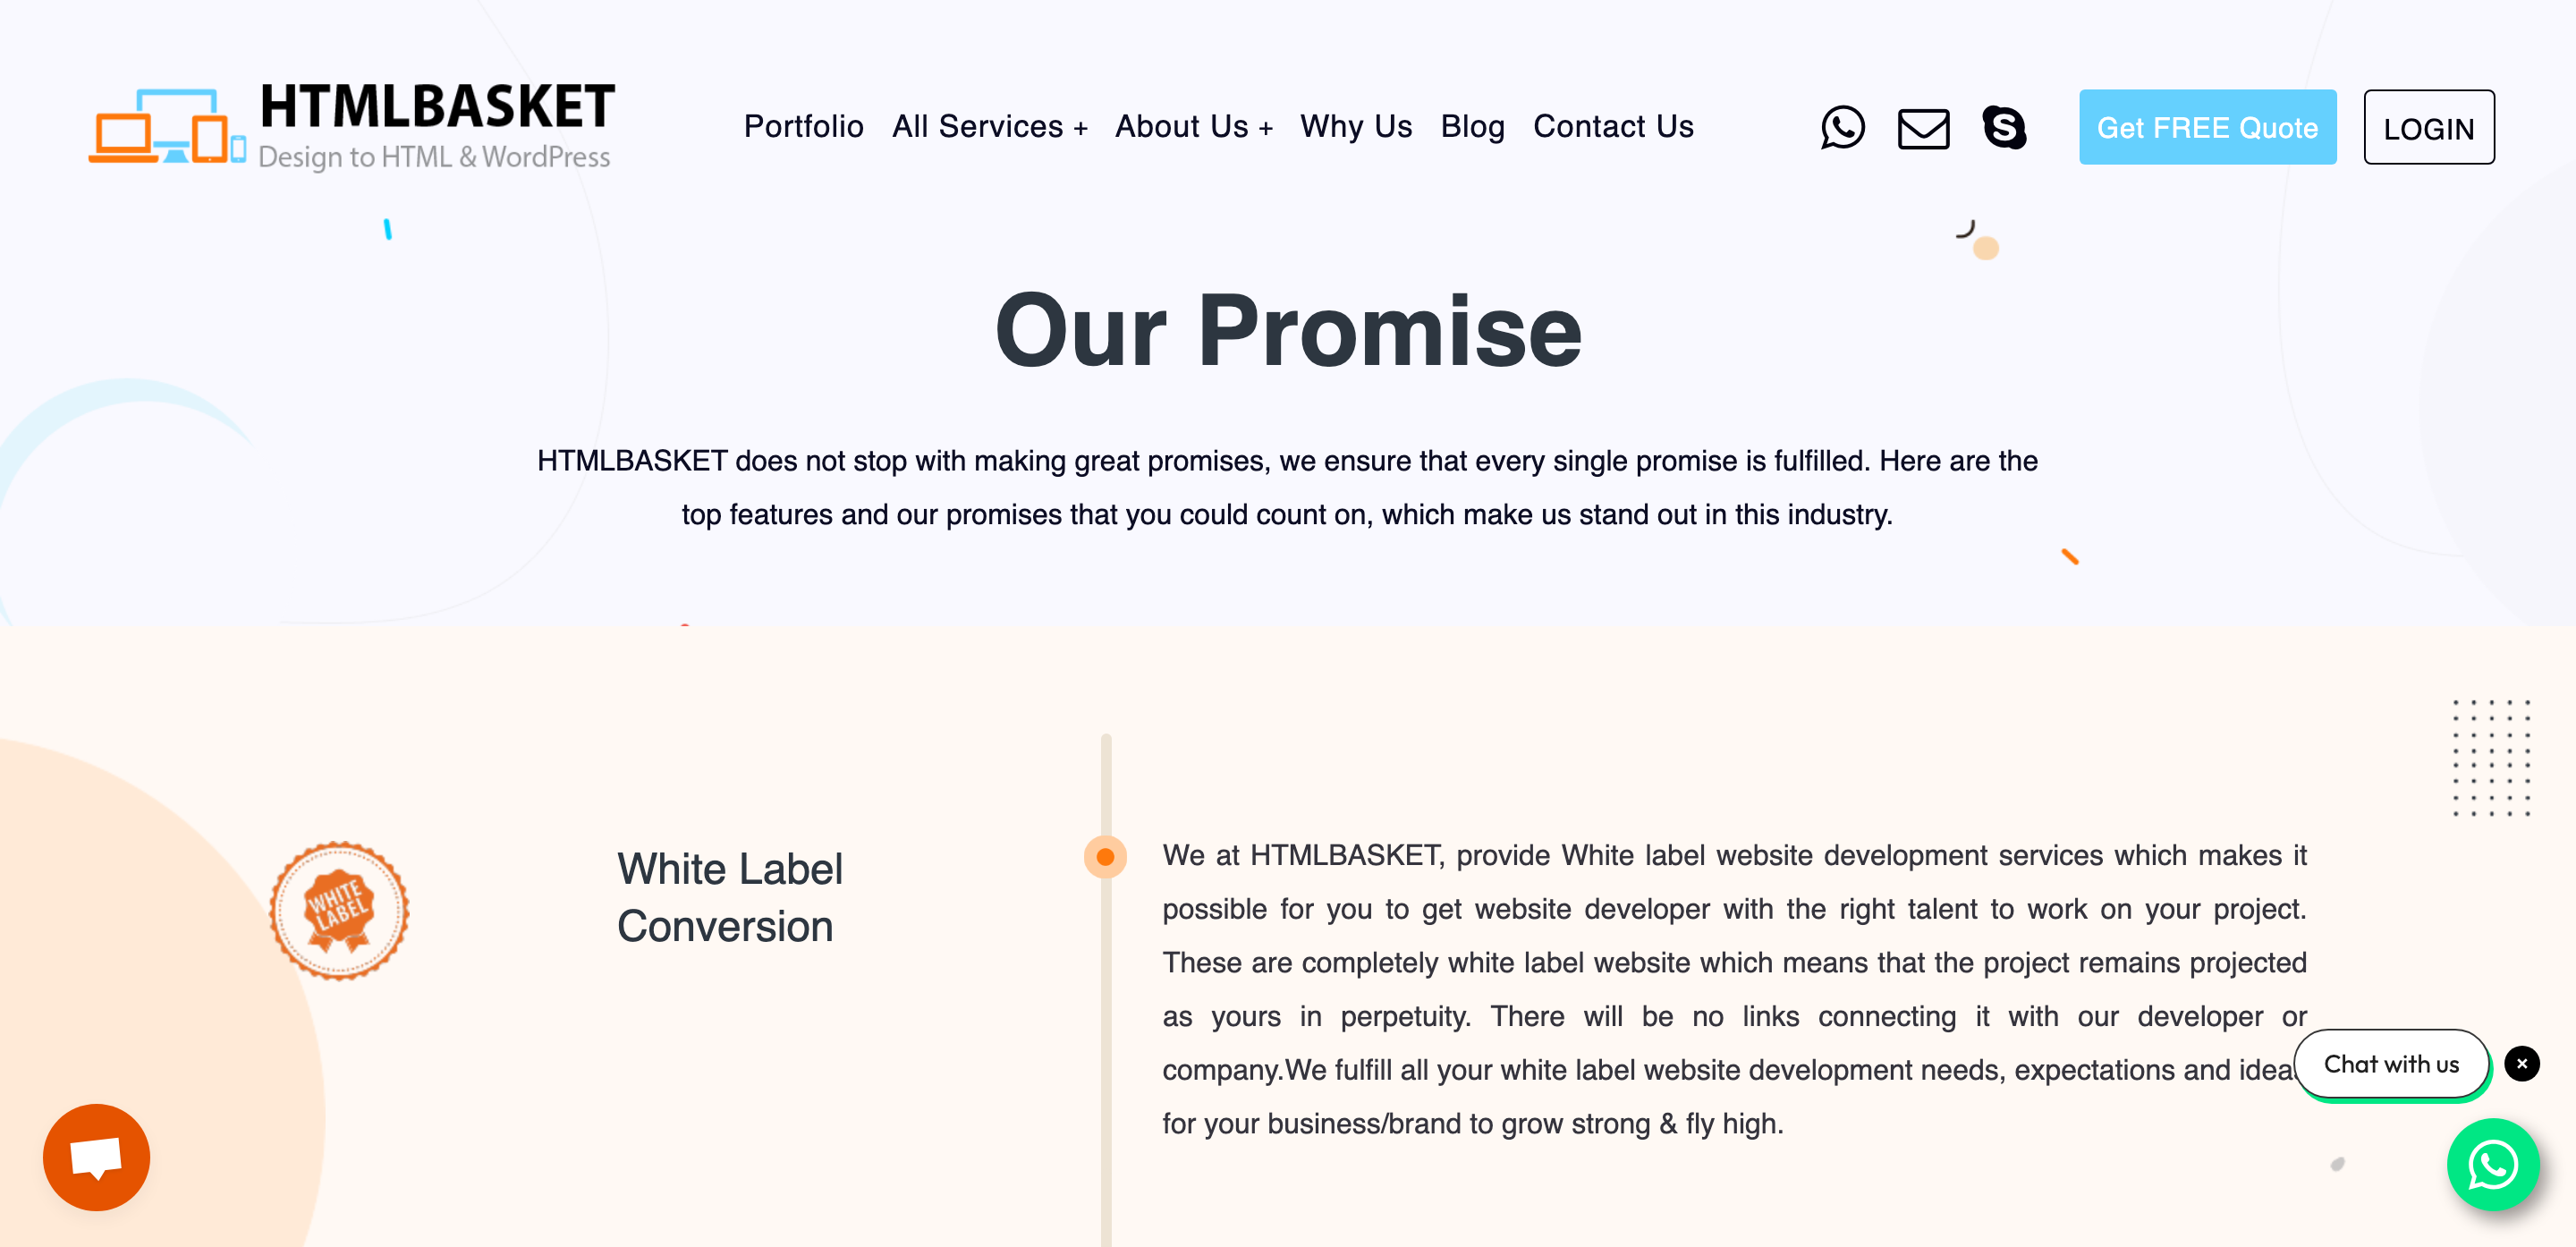 HTMLBASKET
Design to HTML & WordPress
Portfolio All Services + About Us + Why Us Blog Contact Us
Get FREE Quote
LOGIN
Our Promise
HTMLBASKET does not stop with making great promises, we ensure that every single promise is fulfilled. Here are the
top features and our promises that you could count on, which make us stand out in this industry.
WHITE
LABEL
White Label
Conversion
We at HTMLBASKET, provide White label website development services which makes it
possible for you to get website developer with the right talent to work on your project.
These are completely white label website which means that the project remains projected
as yours in perpetuity. There will be no links connecting it with our developer or
company.We fulfill all your white label website development needs, expectations and ideas
for your business/brand to grow strong & fly high.
Chat with us